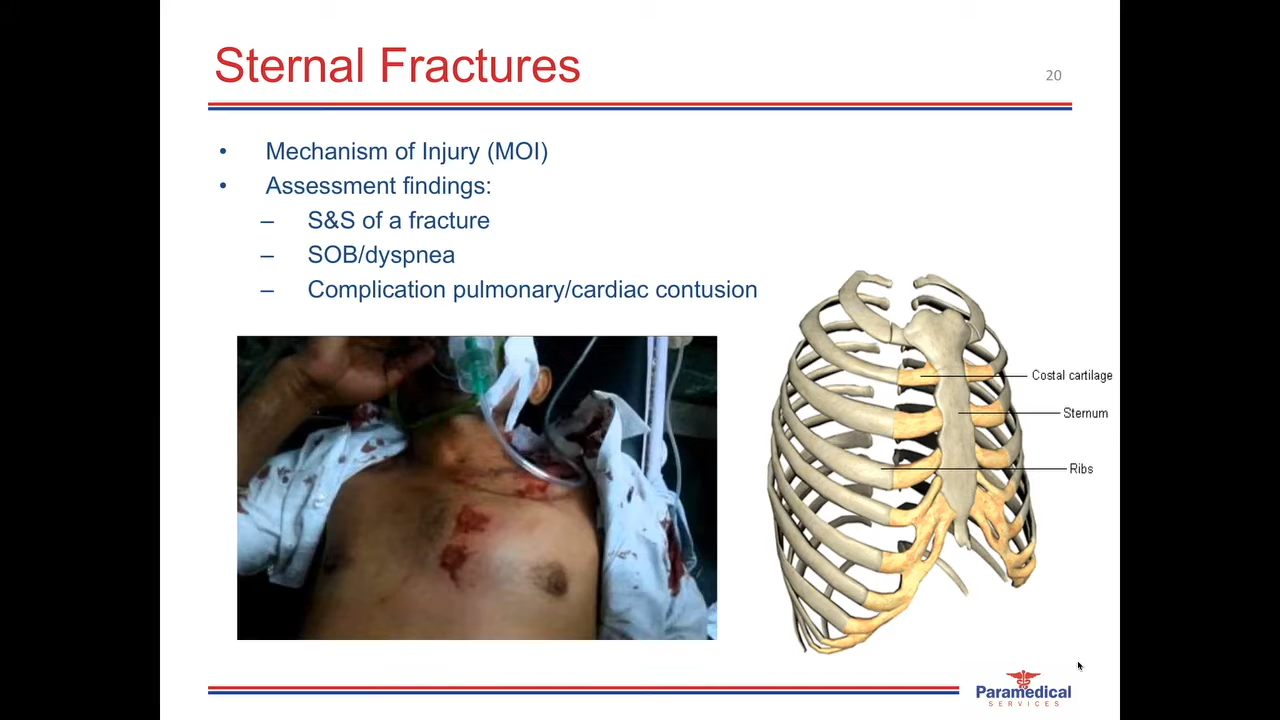 Sternal Fractures
20
• Mechanism of Injury (MOI)
• Assessment findings:
– S&S of a fracture
– SOB/dyspnea
– Complication pulmonary/cardiac contusion
Costal cartilage
Sternum
Ribs
Paramedical
SERVICES